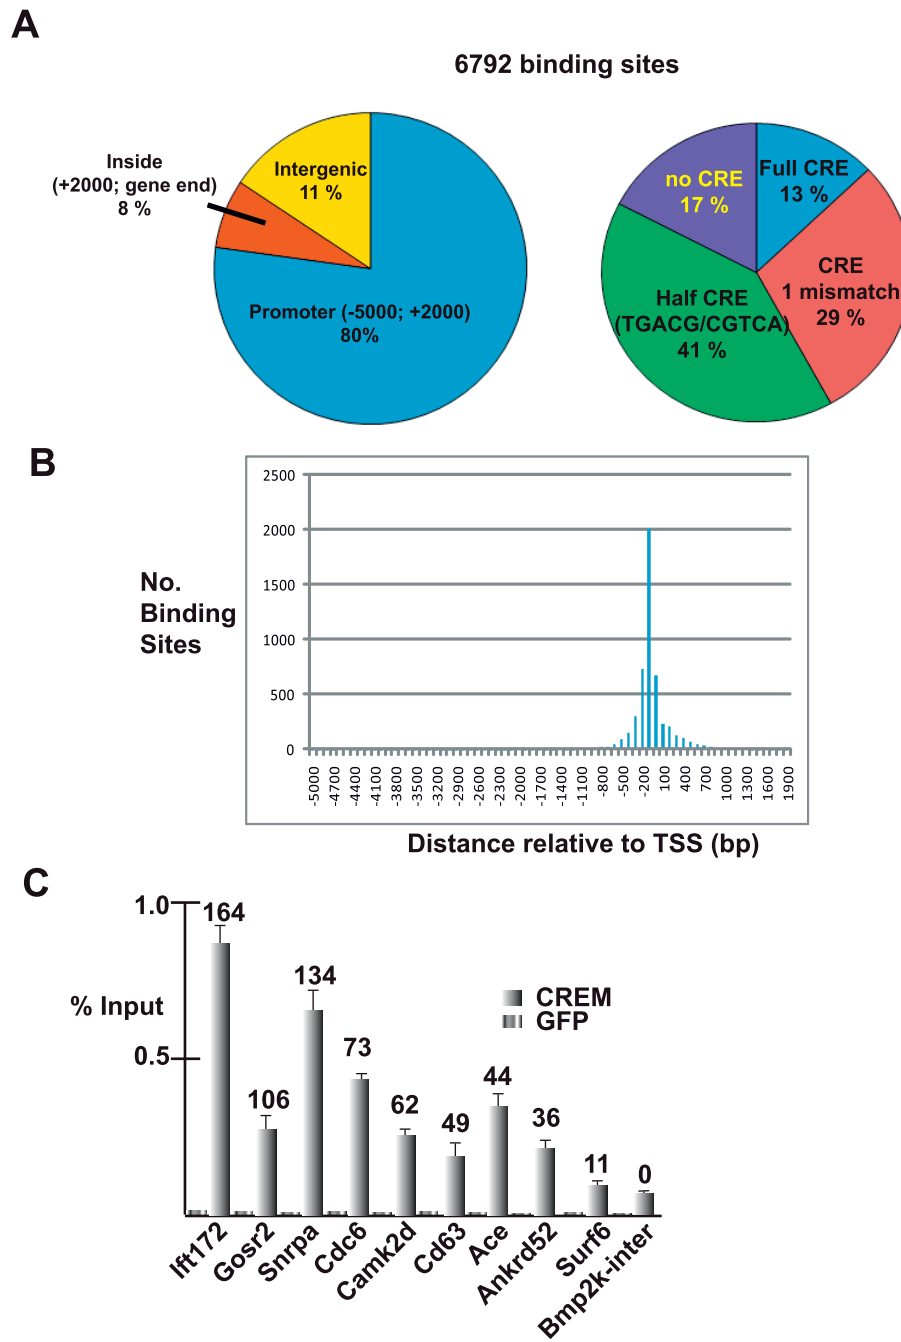 A
6792 binding sites
Inside
(+2000; gene end)
8 %
Intergenic
11 %
Promoter (-5000; +2000)
80%
no CRE
17 %
Full CRE
13 %
CRE
1 mismatch
29 %
Half CRE
(TGACG/CGTCA)
41 %
B
No.
Binding
Sites
2500
2000
1500
1000
500
0
-5000 -4700 -4400 -4100 -3800 -3500 -3200 -2900 -2600 -2300 -2000 -1700 -1400 -1100 -800 -500 -200 400 700 1000 1300 1600 1900
Distance relative to TSS (bp)
C
% Input
1.0
0.5
164
106
134
73
62
49
44
36
11
0
CREM
GFP
Ift172
Gosr2
Snrpa
Cdc6
Camk2d
Cd63
Ace
Ankrd52
Surf6
Bmp2k-inter